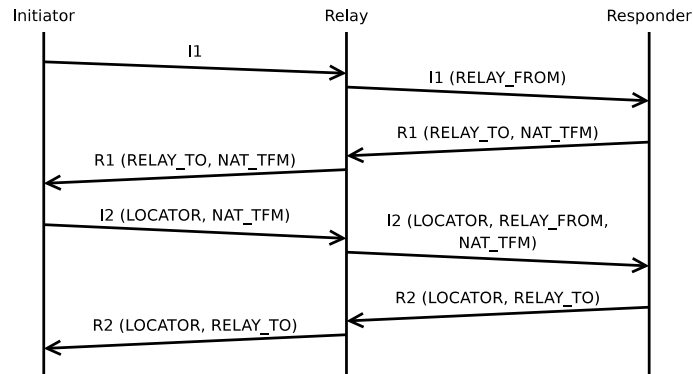 Initiator
Relay
Responder
I1
I1 (RELAY_FROM)
R1 (RELAY_TO, NAT_TFM)
R1 (RELAY_TO, NAT_TFM)
I2 (LOCATOR, NAT_TFM)
I2 (LOCATOR, RELAY_FROM,
NAT_TFM)
R2 (LOCATOR, RELAY_TO)
R2 (LOCATOR, RELAY_TO)